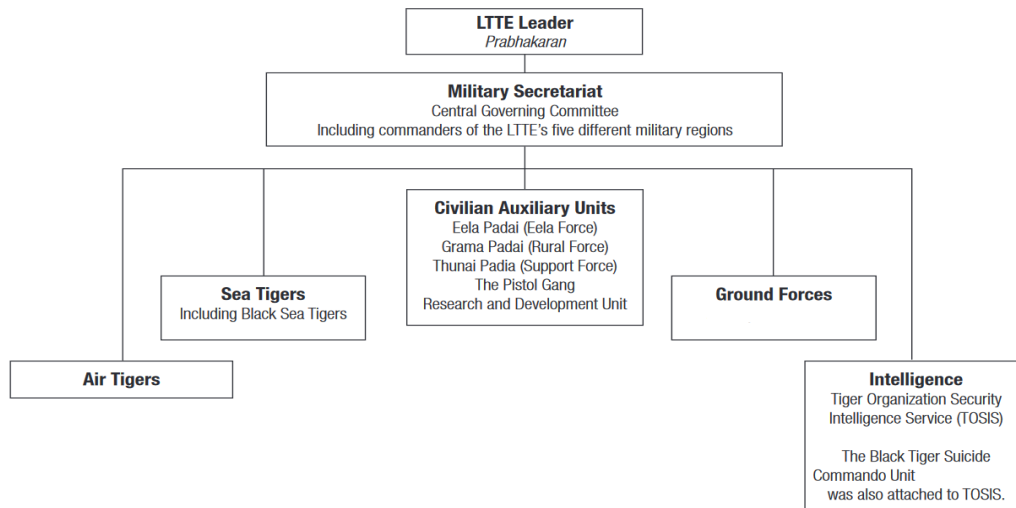 LTTE Leader
Prabhakaran
Military Secretariat
Central Governing Committee
Including commanders of the LTTE's five different military regions
Civilian Auxiliary Units
Eela Padai (Eela Force)
Grama Padai (Rural Force)
Thunai Padia (Support Force)
The Pistol Gang
Research and Development Unit
Sea Tigers
Including Black Sea Tigers
Ground Forces
Air Tigers
Intelligence
Tiger Organization Security
Intelligence Service (TOSIS)
The Black Tiger Suicide
Commando Unit
was also attached to TOSIS.